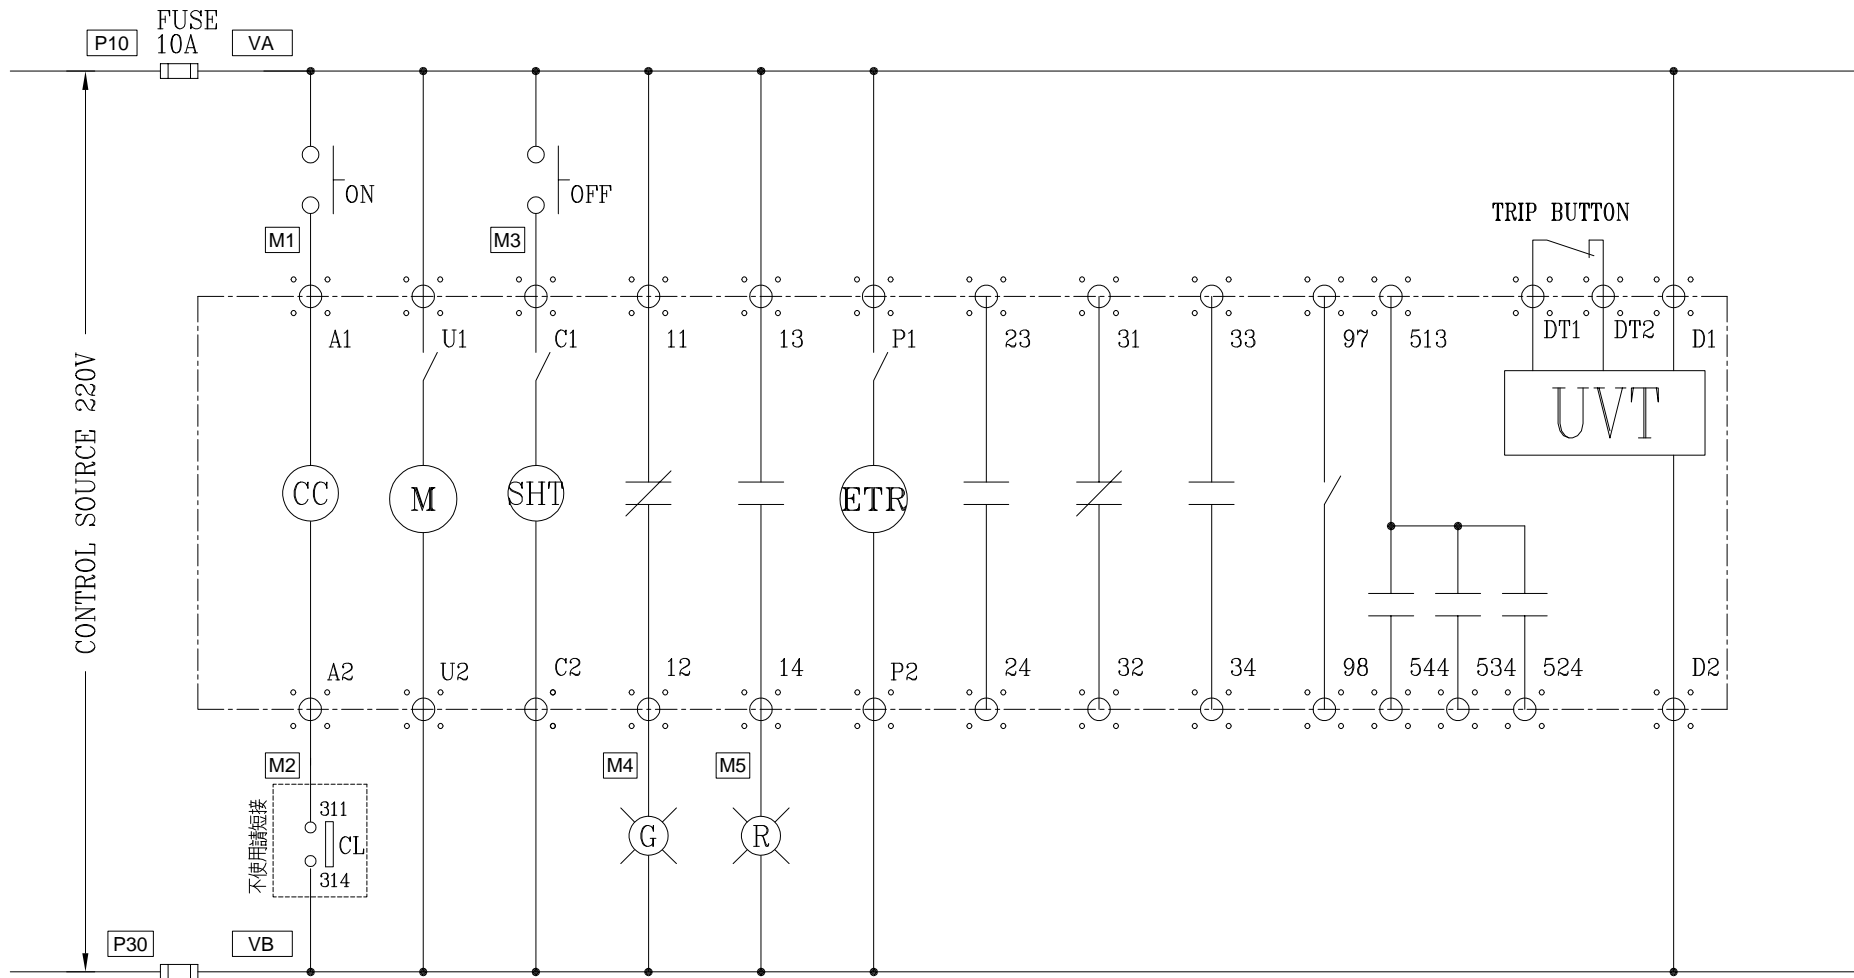 FUSE
P10 10A VA
ON
OFF
TRIP BUTTON
M1 M3
A1 U1 C1 11 13 P1 23 31 33 97 513 DT1 DT2 D1
UVT
CC M SHT ETR
CONTROL SOURCE 220V
A2 U2 C2 12 14 P2 24 32 34 98 544 534 524 D2
M2 M4 M5
不使用請短接
311
CL
314
G R
P30 VB